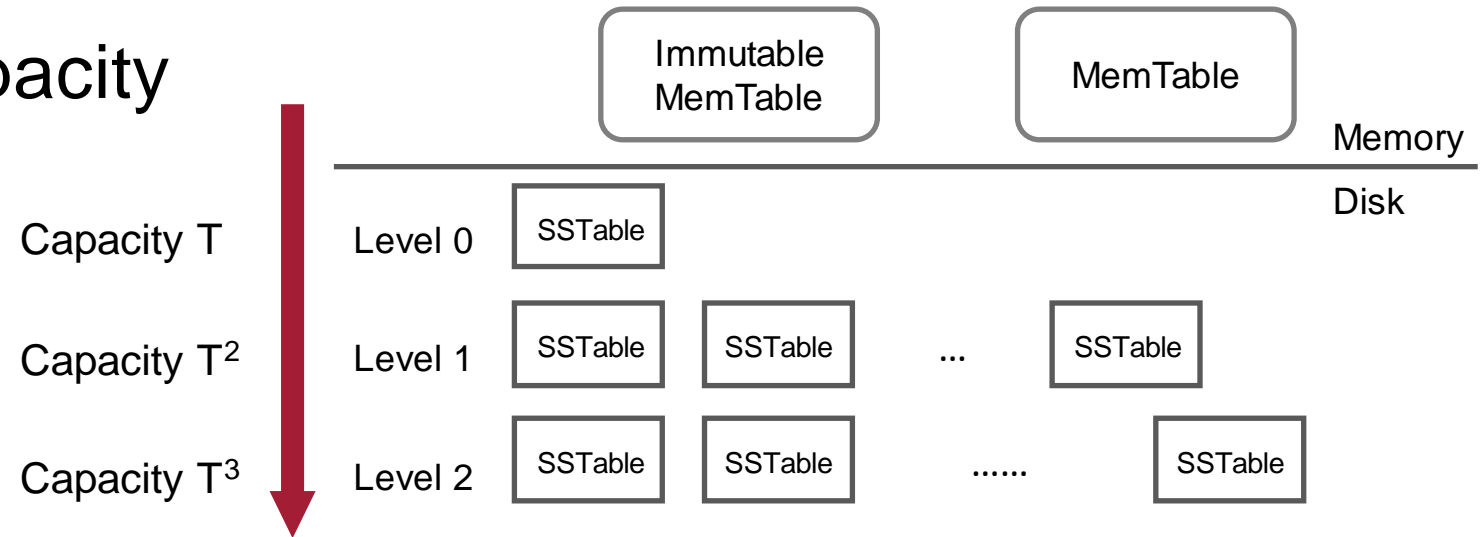 pacity
Immutable
MemTable
MemTable
Memory
Disk
Capacity T
Level 0
SSTable
Capacity T²
Level 1
SSTable
SSTable
...
SSTable
Capacity T³
Level 2
SSTable
SSTable
......
SSTable